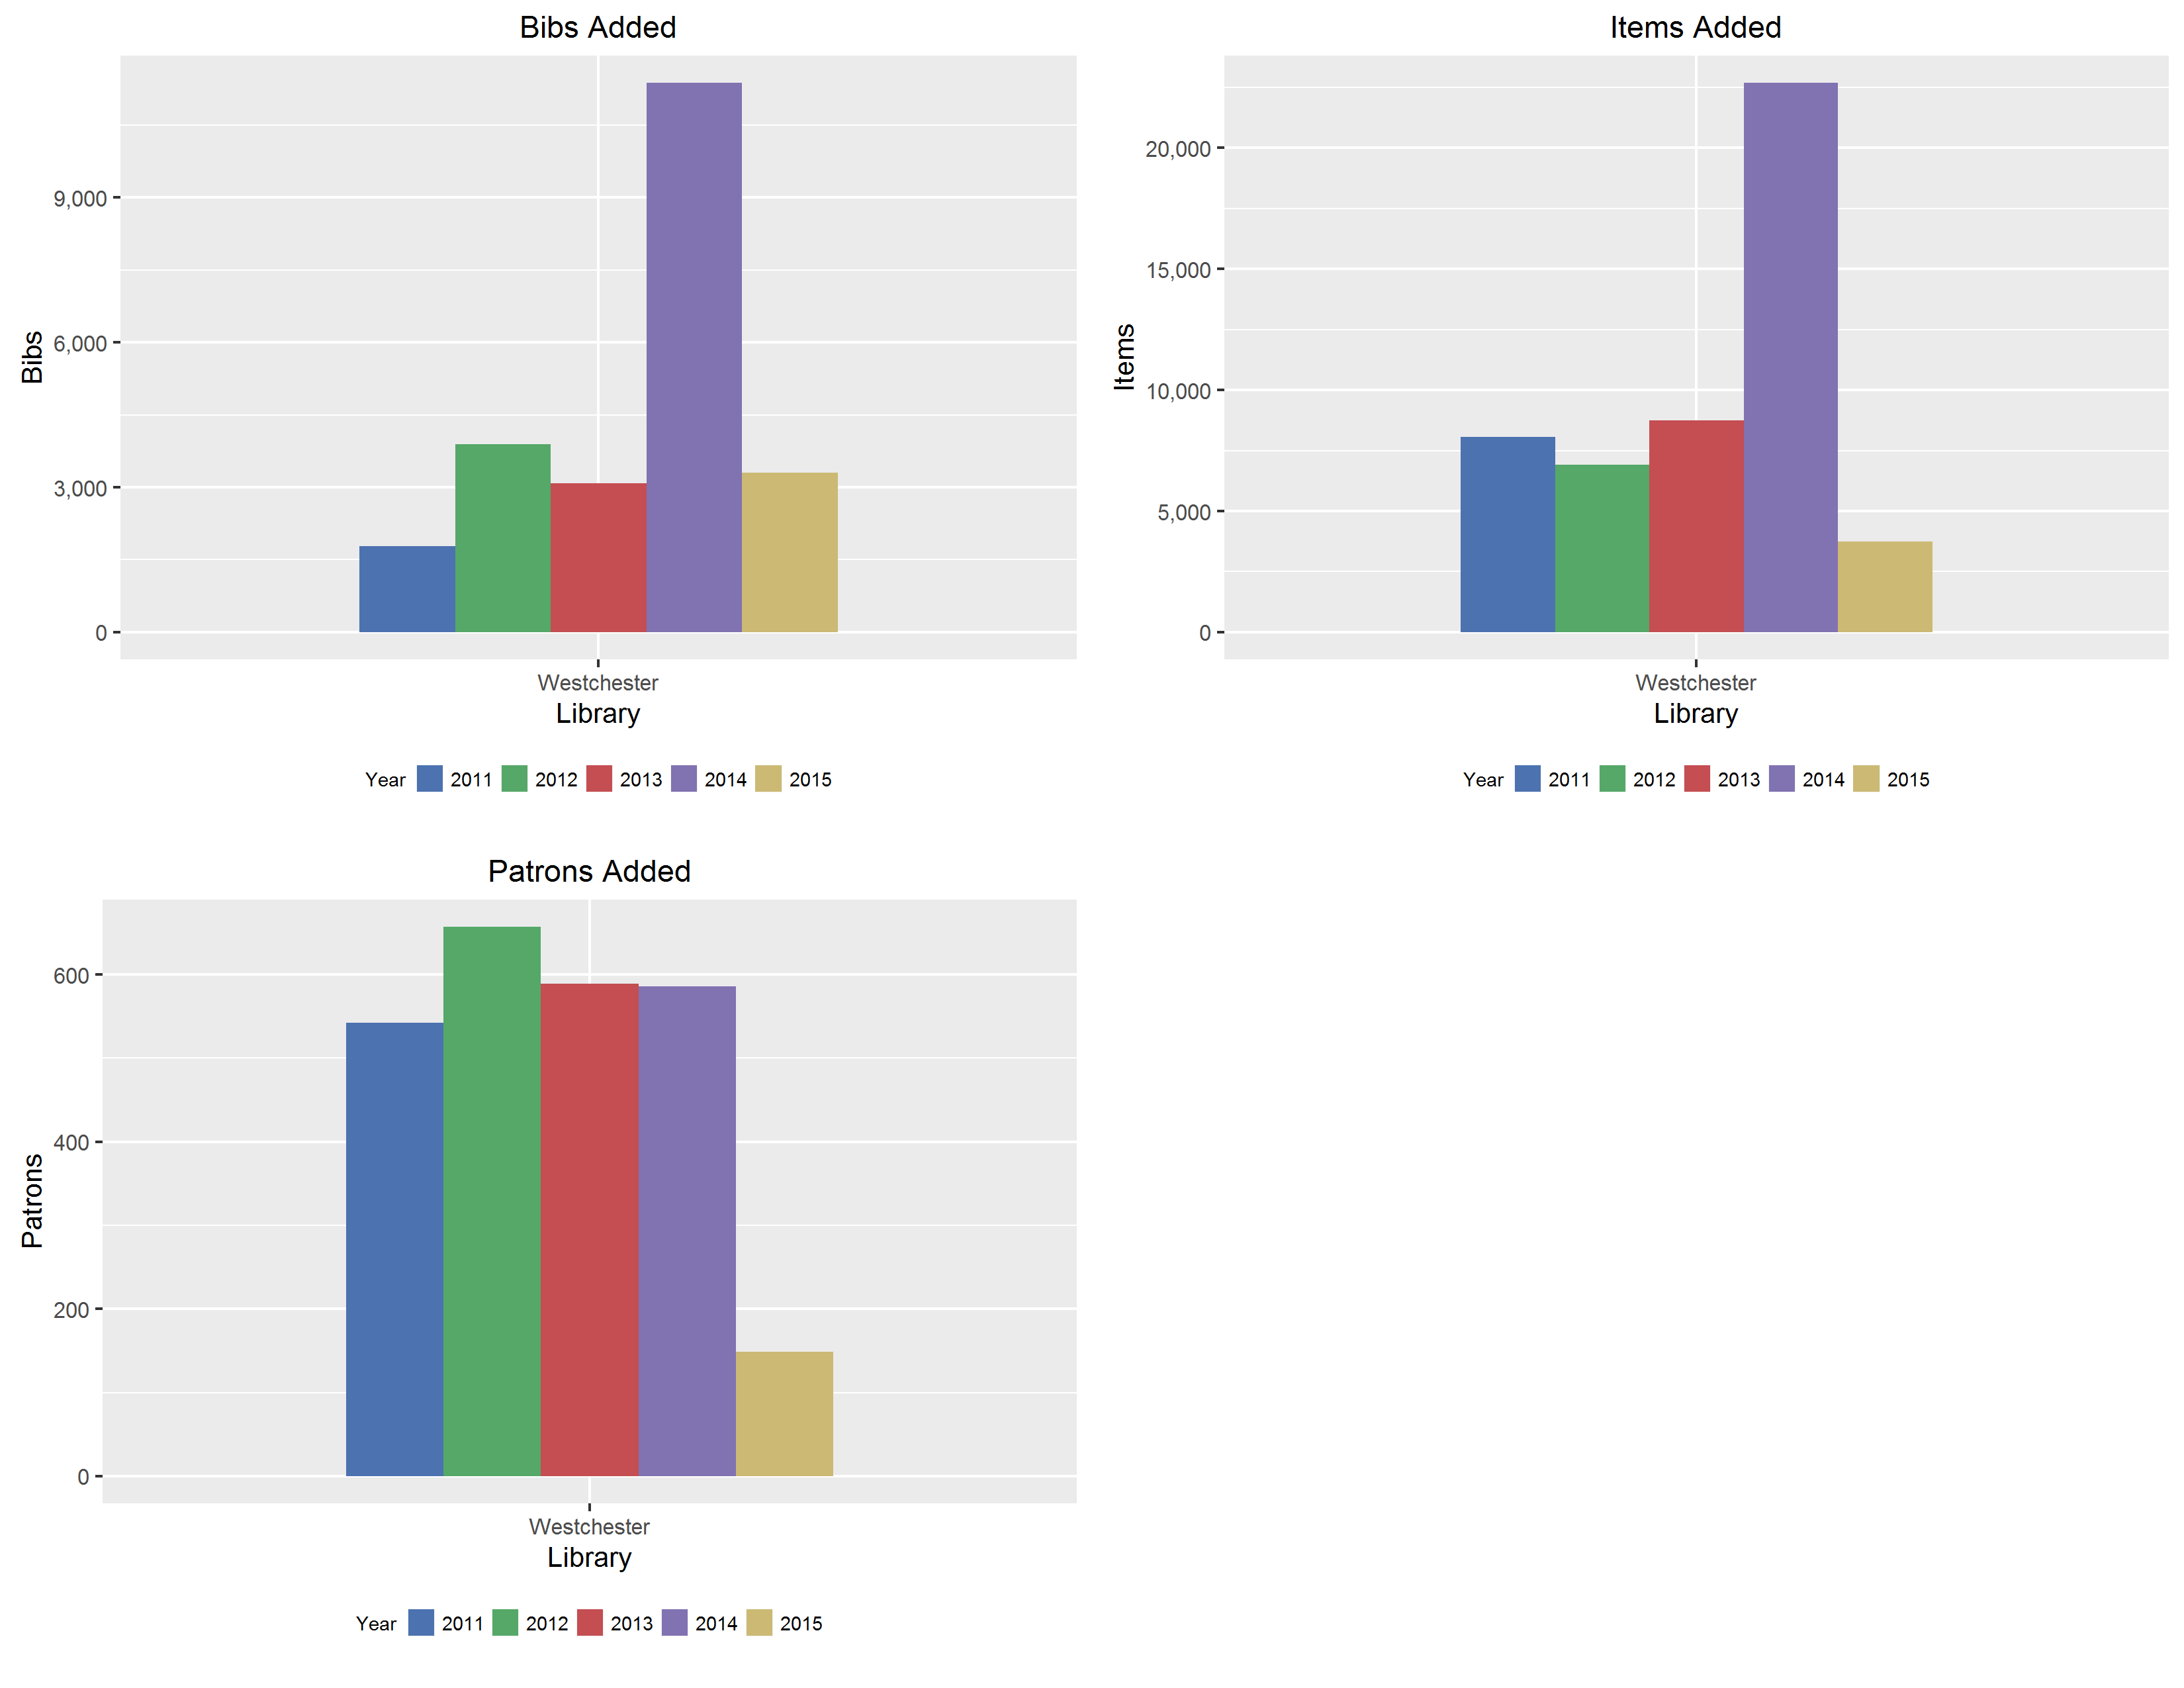 Bibs Added
9,000
6,000
3,000
0
Bibs
Westchester
Library
Year 2011 2012 2013 2014 2015
Items Added
20,000
15,000
10,000
5,000
0
Items
Westchester
Library
Year 2011 2012 2013 2014 2015
Patrons Added
600
400
200
0
Patrons
Westchester
Library
Year 2011 2012 2013 2014 2015